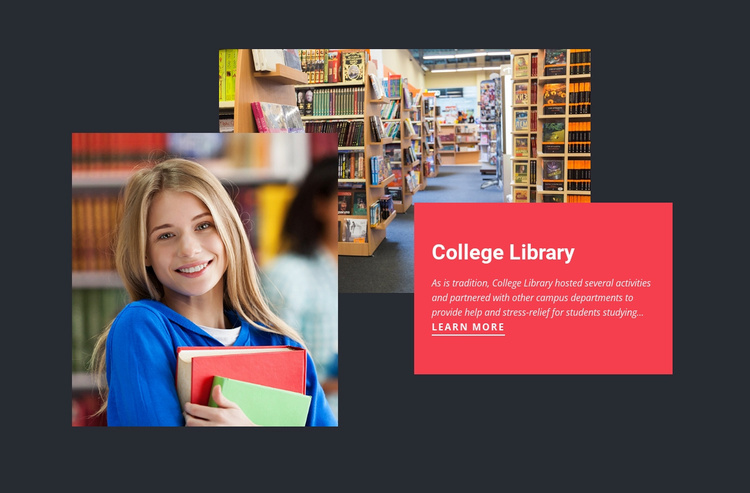 College Library
As is tradition, College Library hosted several activities
and partnered with other campus departments to
provide help and stress-relief for students studying...
LEARN MORE